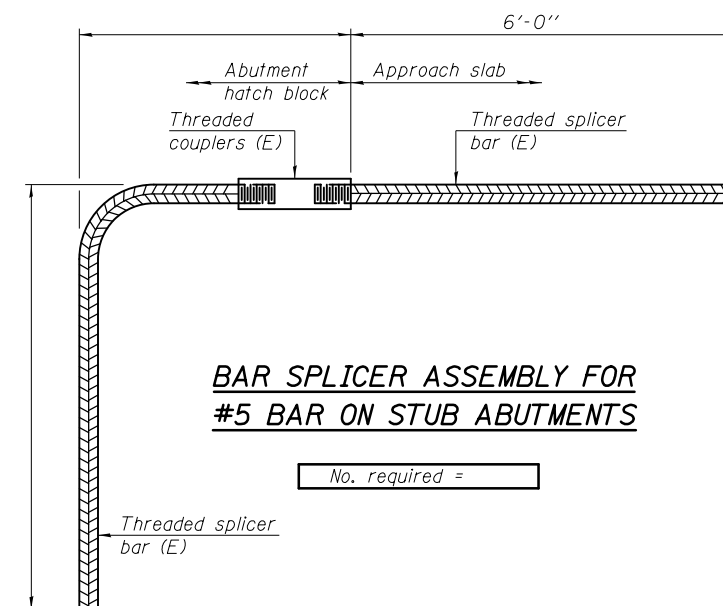 6'-0"
Abutment
hatch block
Approach slab
Threaded
couplers (E)
Threaded splicer
bar (E)
BAR SPLICER ASSEMBLY FOR
#5 BAR ON STUB ABUTMENTS
No. required =
Threaded splicer
bar (E)